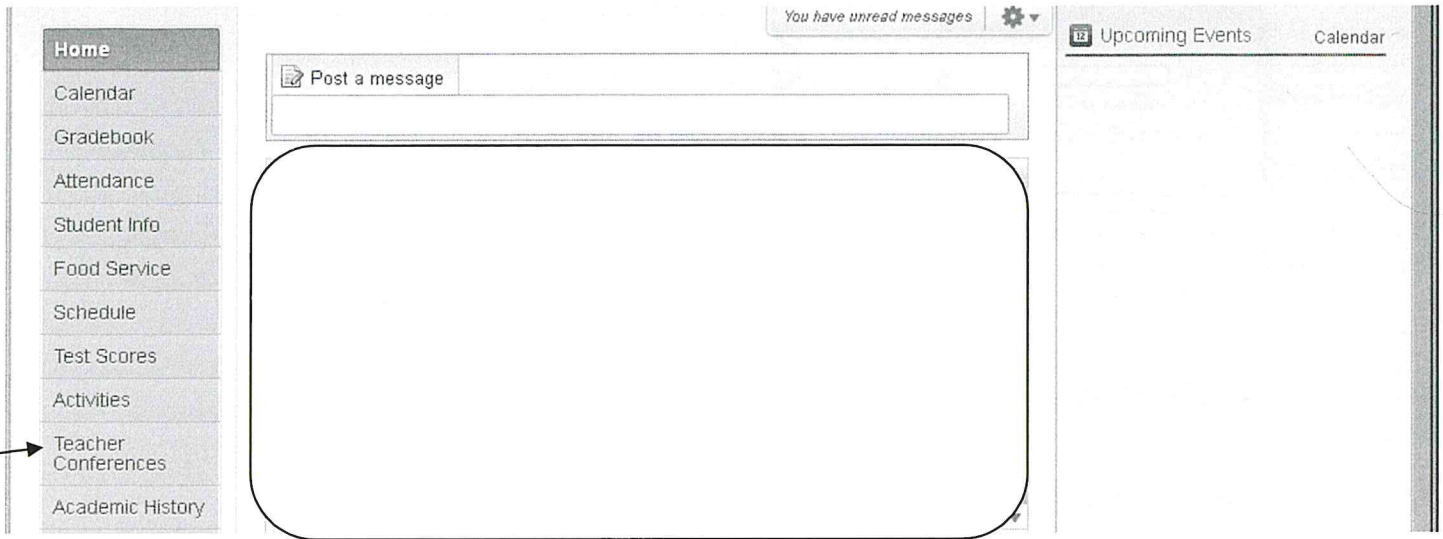 You have unread messages
Home
Calendar
Gradebook
Attendance
Student Info
Food Service
Schedule
Test Scores
Activities
Teacher
Conferences
Academic History
Post a message
12 Upcoming Events Calendar